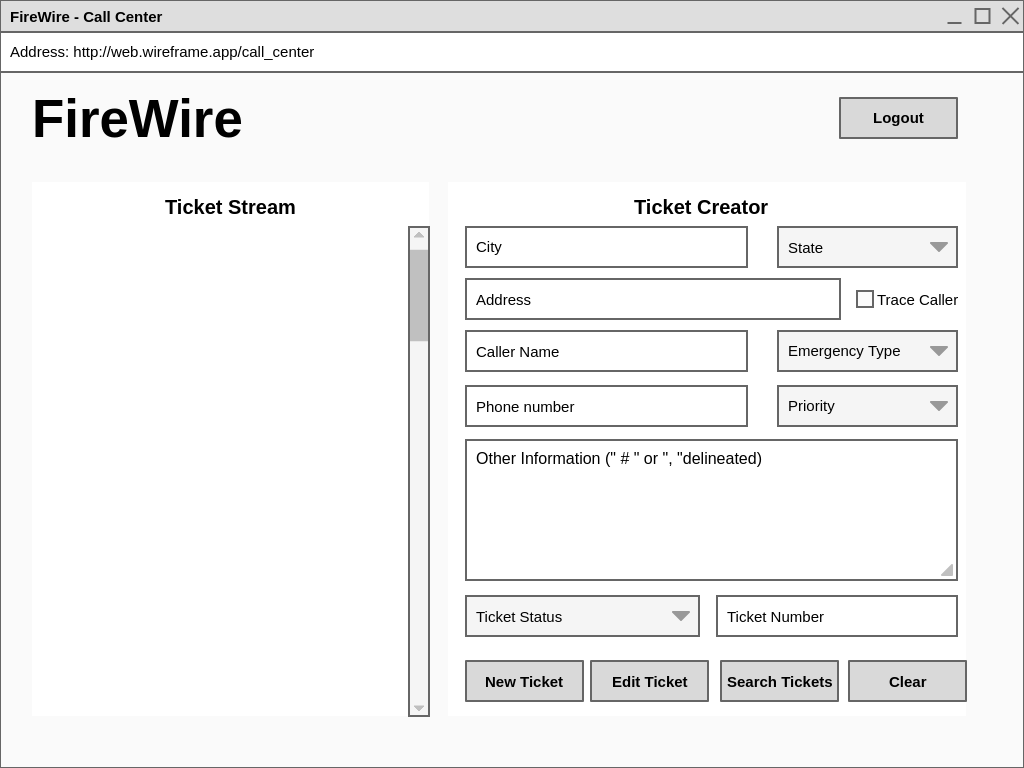 FireWire - Call Center
Address: http://web.wireframe.app/call_center
FireWire
Logout
Ticket Stream
Ticket Creator
City
State
Address
Trace Caller
Caller Name
Emergency Type
Phone number
Priority
Other Information (" # " or ", "delineated)
Ticket Status
Ticket Number
New Ticket
Edit Ticket
Search Tickets
Clear